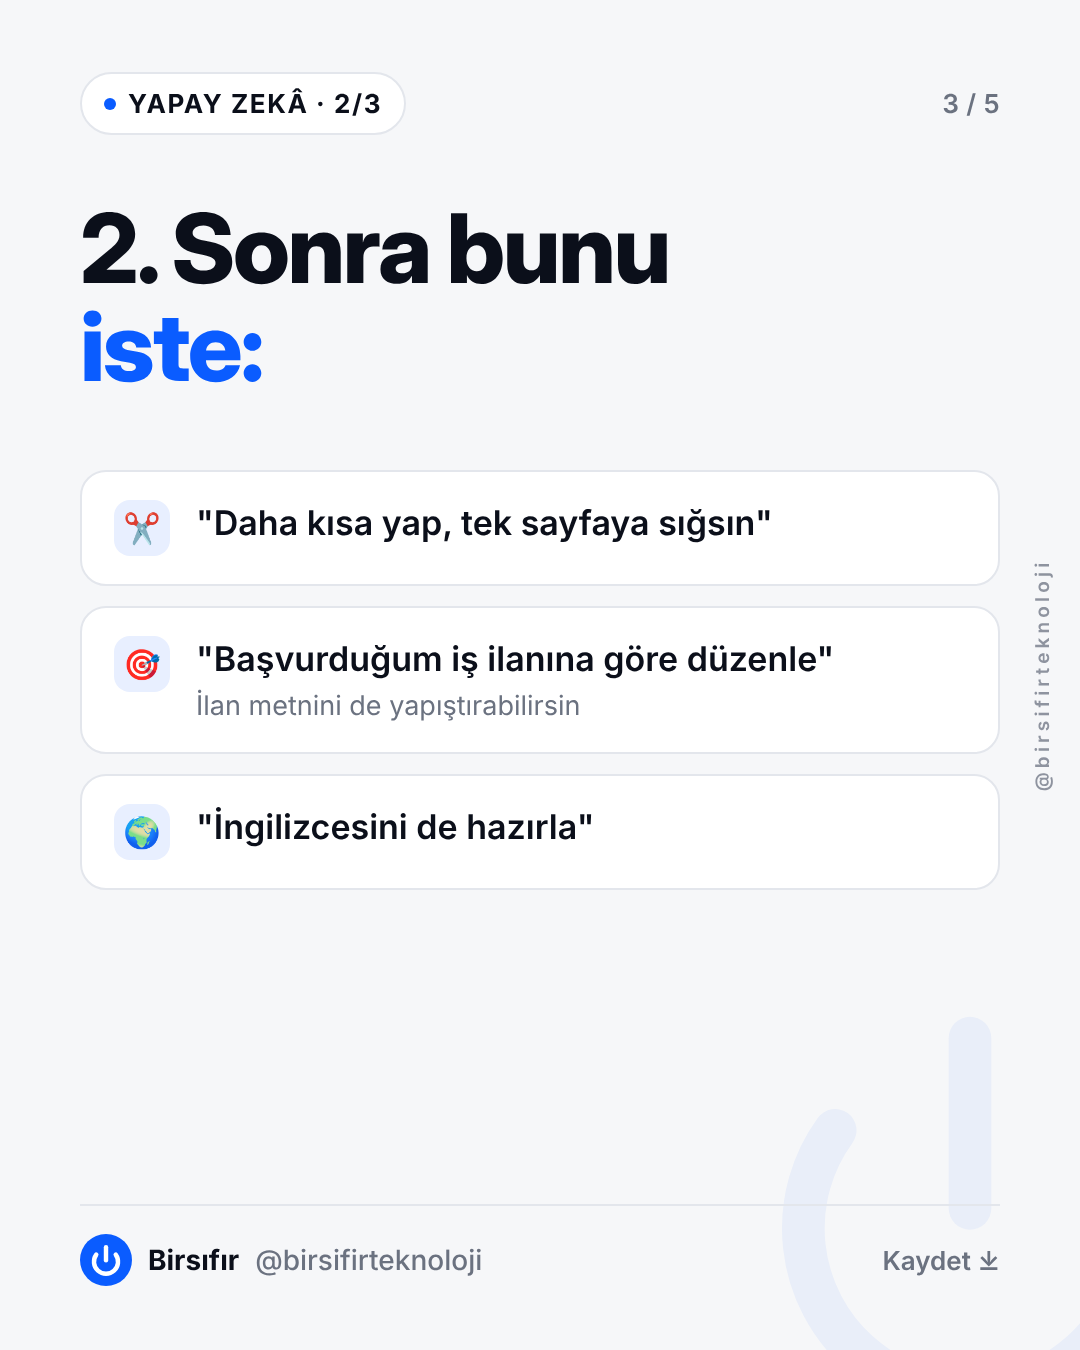 YAPAY ZEKÂ · 2/3
3 / 5
2. Sonra bunu
iste:
"Daha kısa yap, tek sayfaya sığsın"
"Başvurduğum iş ilanına göre düzenle"
İlan metnini de yapıştırabilirsin
"İngilizcesini de hazırla"
@birsifirteknoloji
Birsıfır @birsifirteknoloji
Kaydet